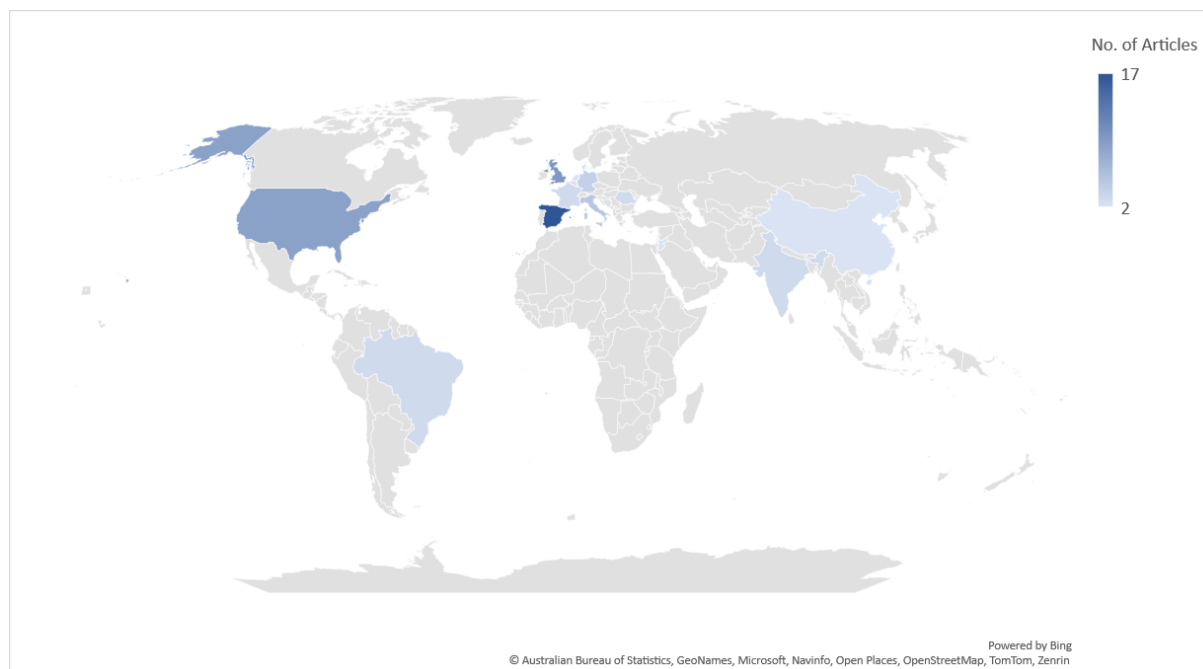 No. of Articles
17
2
Powered by Bing
© Australian Bureau of Statistics, GeoNames, Microsoft, Navinfo, Open Places, OpenStreetMap, TomTom, Zenrin